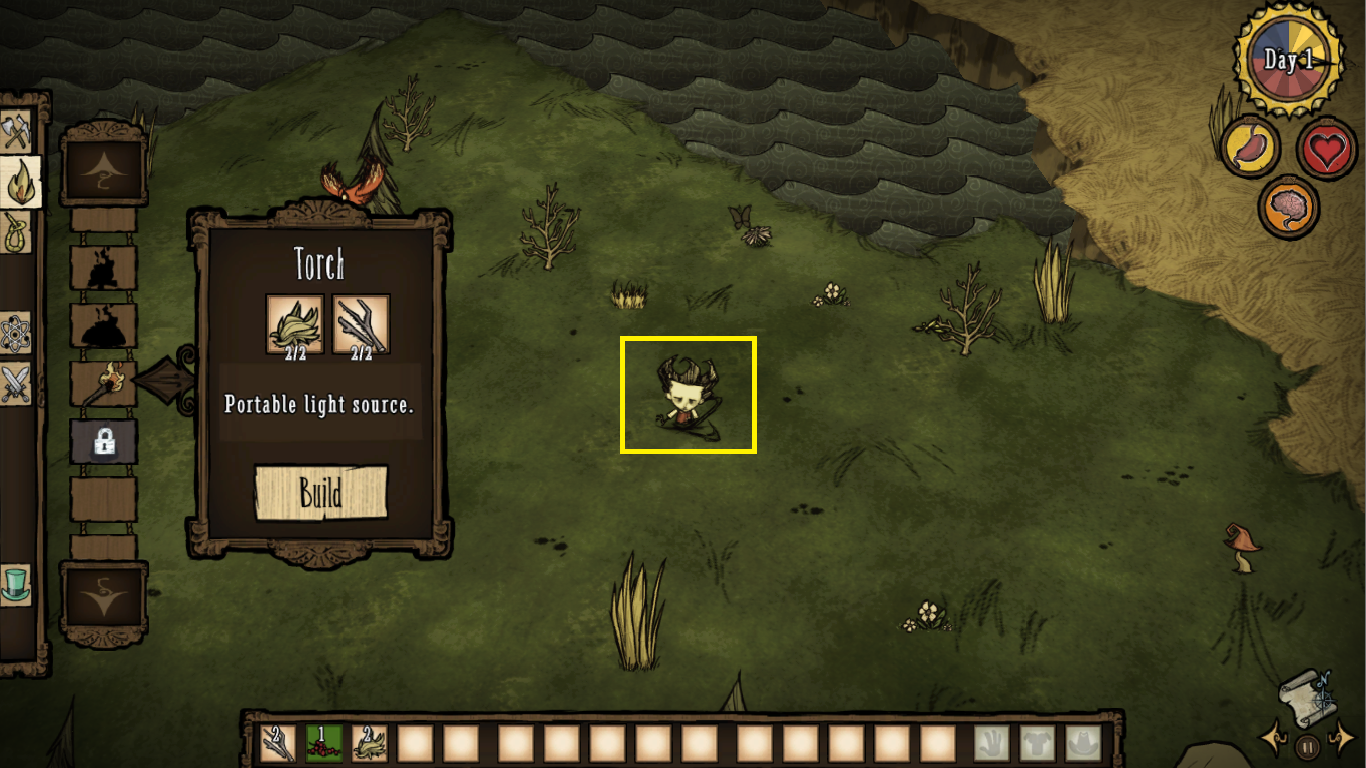 Day 1
Torch
2/2 2/2
Portable light source.
Build
2 1 2
N